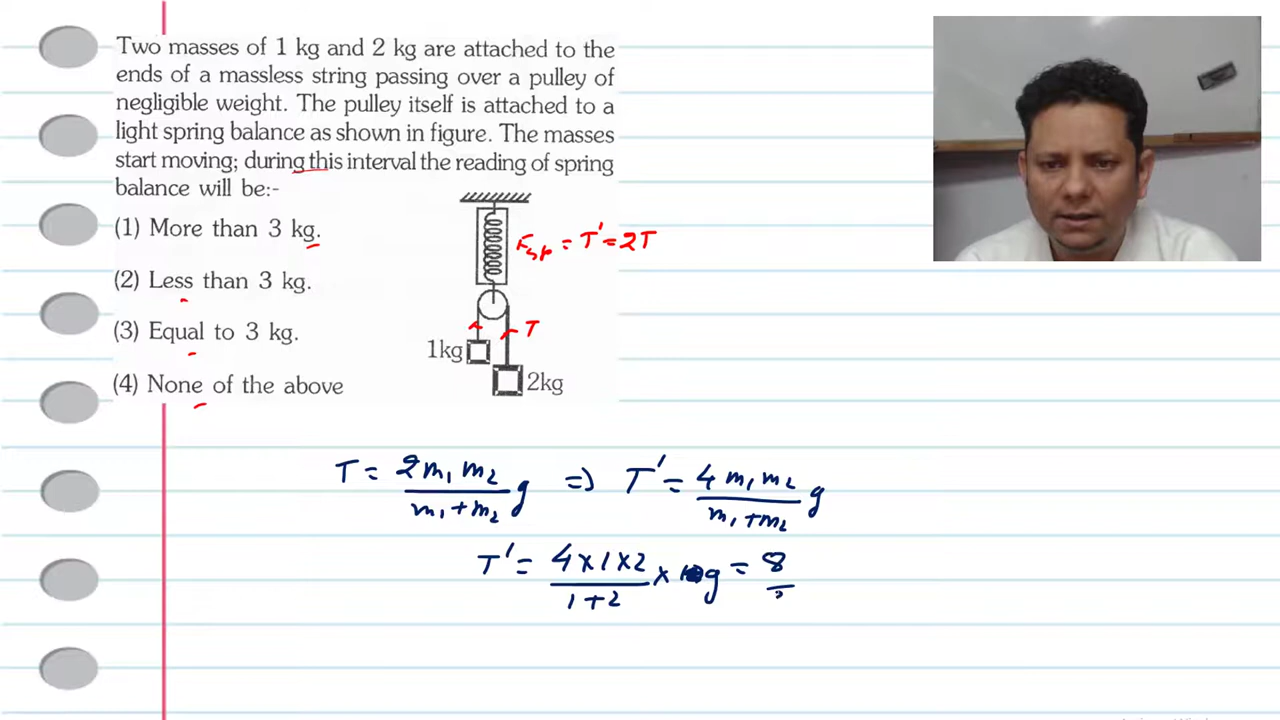 Two masses of 1 kg and 2 kg are attached to the
ends of a massless string passing over a pulley of
negligible weight. The pulley itself is attached to a
light spring balance as shown in figure. The masses
start moving; during this interval the reading of spring
balance will be:-
(1) More than 3 kg.
(2) Less than 3 kg.
(3) Equal to 3 kg.
(4) None of the above
Fsp = T' = 2T
T
1kg
2kg
T = 2m₁m₂/m₁+m₂ g ⇒ T' = 4m₁m₂/m₁+m₂ g
T' = 4×1×2/1+2 × g = 8